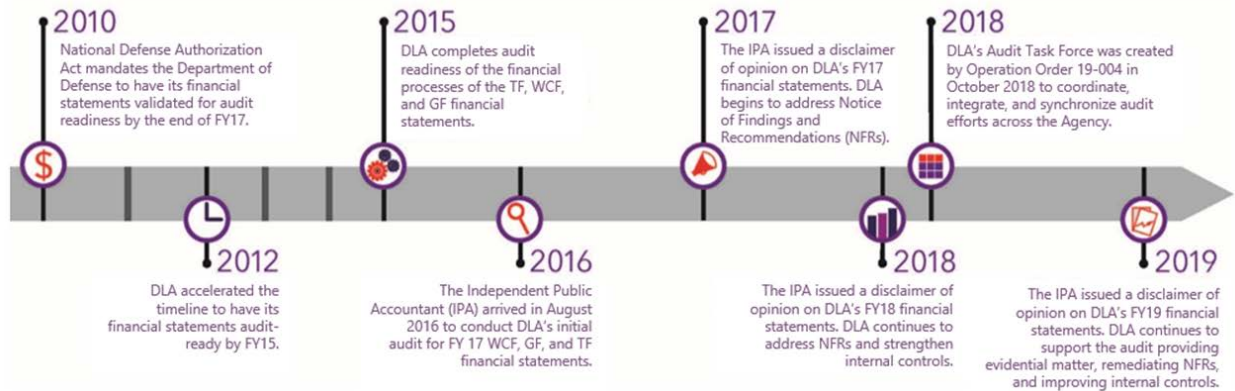 2010
National Defense Authorization
Act mandates the Department of
Defense to have its financial
statements validated for audit
readiness by the end of FY17.
2012
DLA accelerated the
timeline to have its
financial statements audit-
ready by FY15.
2015
DLA completes audit
readiness of the financial
processes of the TF, WCF,
and GF financial
statements.
2016
The Independent Public
Accountant (IPA) arrived in August
2016 to conduct DLA's initial
audit for FY 17 WCF, GF, and TF
financial statements.
2017
The IPA issued a disclaimer
of opinion on DLA's FY17
financial statements. DLA
begins to address Notice
of Findings and
Recommendations (NFRs).
2018
The IPA issued a disclaimer of
opinion on DLA's FY18 financial
statements. DLA continues to
address NFRs and strengthen
internal controls.
2018
DLA's Audit Task Force was created
by Operation Order 19-004 in
October 2018 to coordinate,
integrate, and synchronize audit
efforts across the Agency.
2019
The IPA issued a disclaimer of
opinion on DLA's FY19 financial
statements. DLA continues to
support the audit providing
evidential matter, remediating NFRs,
and improving internal controls.